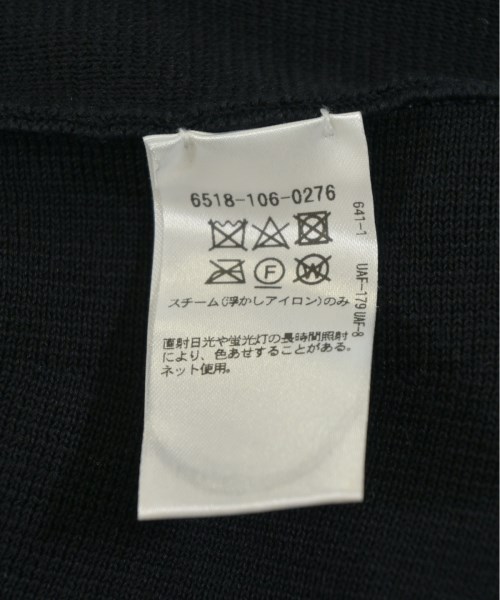 6518-106-0276
F W
スチーム(浮かしアイロン)のみ
直射日光や蛍光灯の長時間照射
により、色あせすることがある。
ネット使用。
641-1 UAF-179 UAF-8